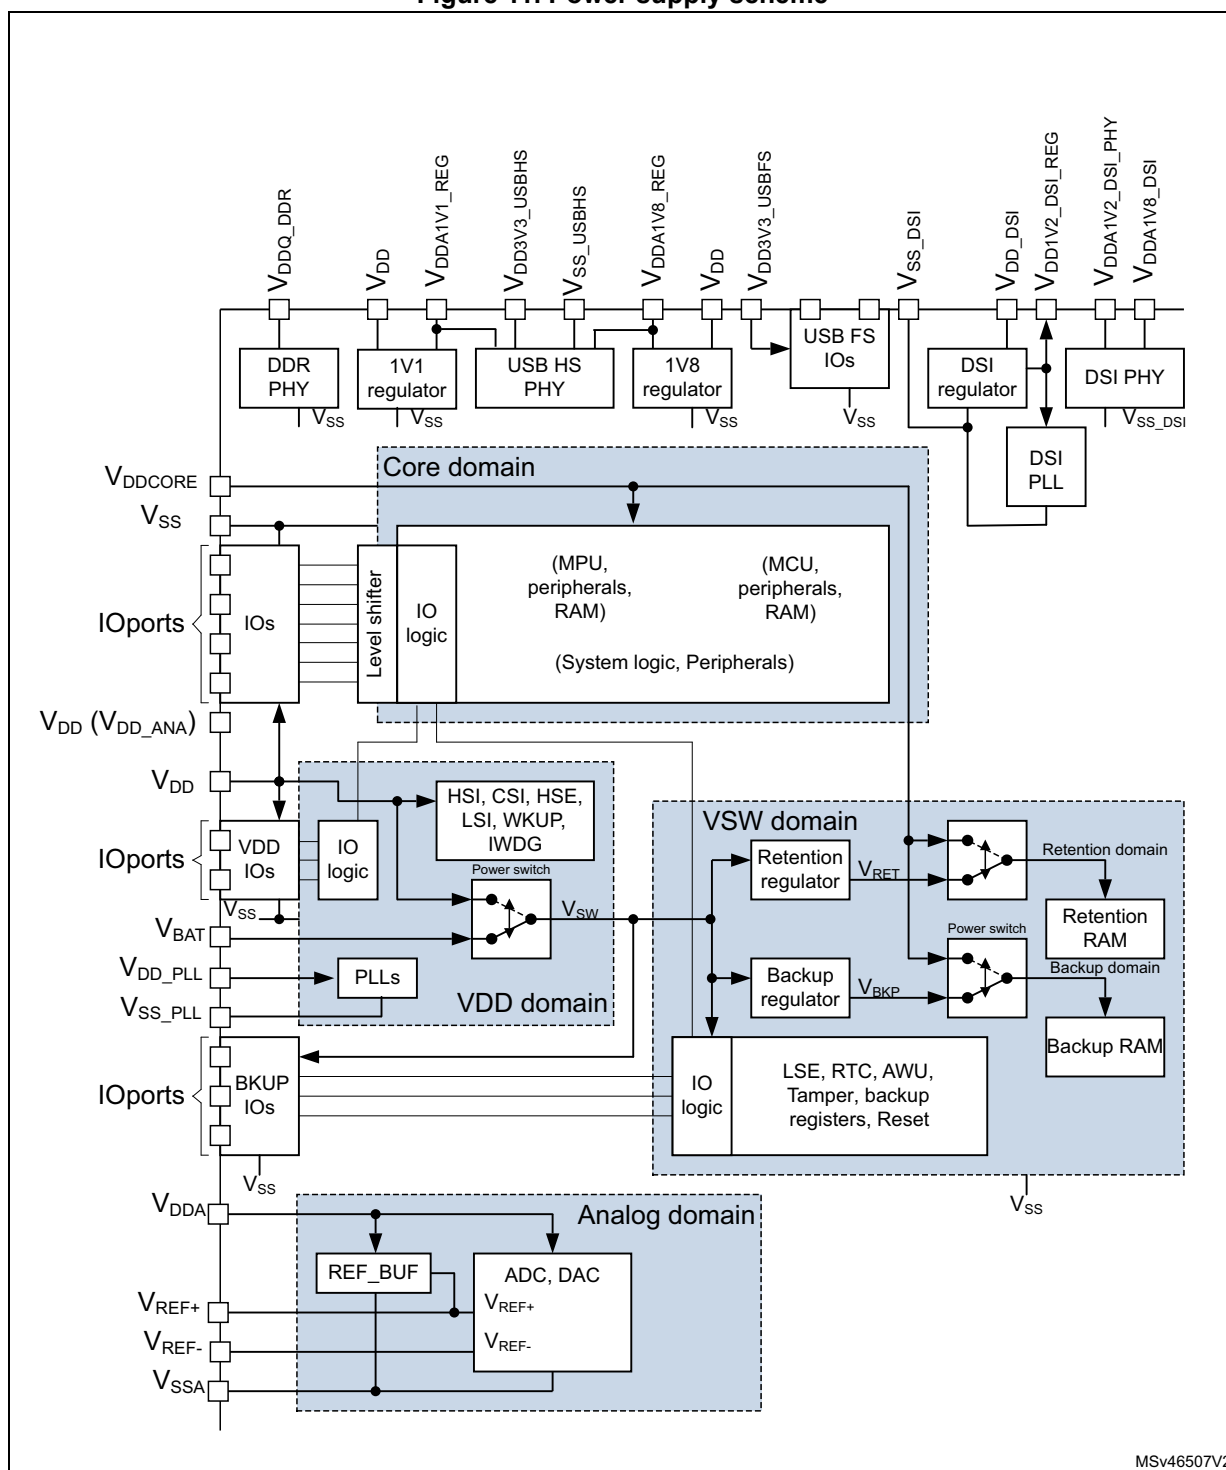 Figure 11. Power supply scheme
VDDQ_DDR
VDD
VDDA1V1_REG
VDD3V3_USBHS
VSS_USBHS
VDDA1V8_REG
VDD
VDD3V3_USBFS
VSS_DSI
VDD_DSI
VDD1V2_DSI_REG
VDDA1V2_DSI_PHY
VDDA1V8_DSI
DDR
PHY
VSS
1V1
regulator
VSS
USB HS
PHY
1V8
regulator
VSS
USB FS
IOs
VSS
DSI
regulator
DSI PHY
VSS_DSI
DSI
PLL
VDDCORE
VSS
Core domain
IOports
IOs
Level shifter
IO
logic
(MPU,
peripherals,
RAM)
(MCU,
peripherals,
RAM)
(System logic, Peripherals)
VDD (VDD_ANA)
VDD
IOports
VDD
IOs
VSS
IO
logic
HSI, CSI, HSE,
LSI, WKUP,
IWDG
Power switch
VSW
VBAT
VDD_PLL
VSS_PLL
PLLs
VDD domain
VSW domain
Retention
regulator
VRET
Retention domain
Retention
RAM
Power switch
Backup
regulator
VBKP
Backup domain
Backup RAM
IOports
BKUP
IOs
VSS
IO
logic
LSE, RTC, AWU,
Tamper, backup
registers, Reset
VSS
VDDA
Analog domain
REF_BUF
ADC, DAC
VREF+
VREF+
VREF-
VREF-
VSSA
MSv46507V2